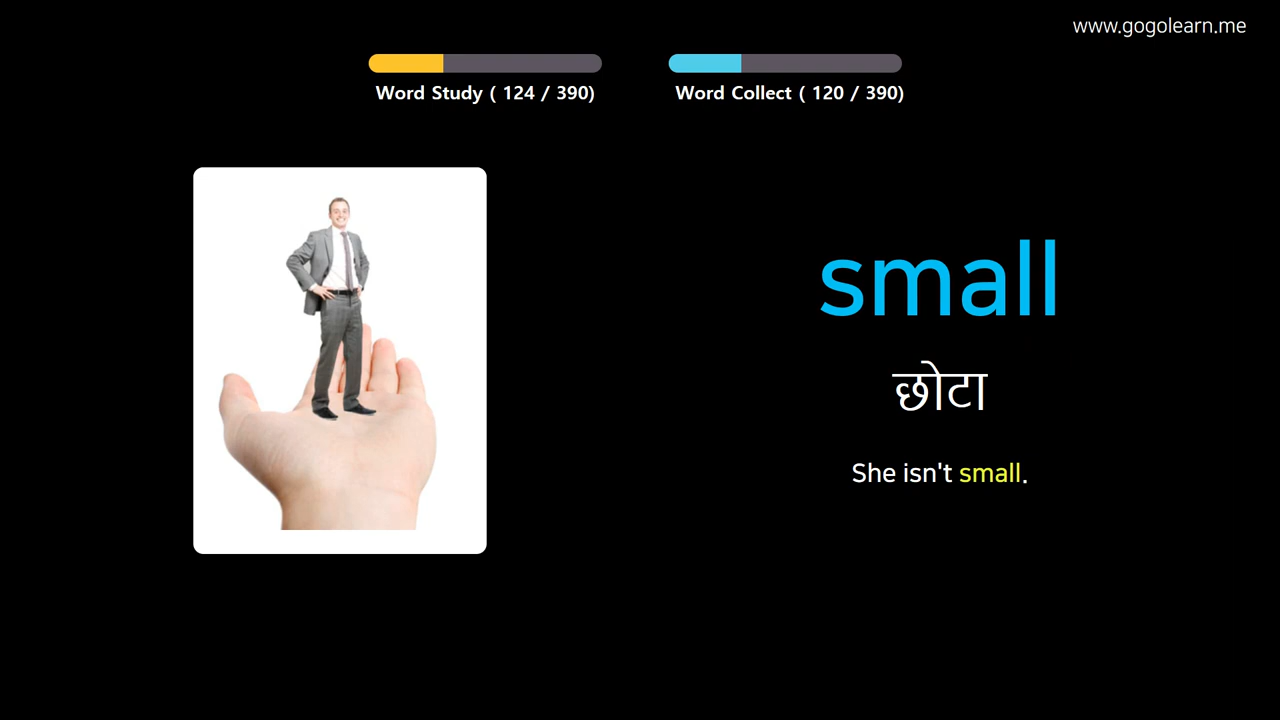 www.gogolearn.me
Word Study ( 124 / 390)
Word Collect ( 120 / 390)
small
छोटा
She isn't small.